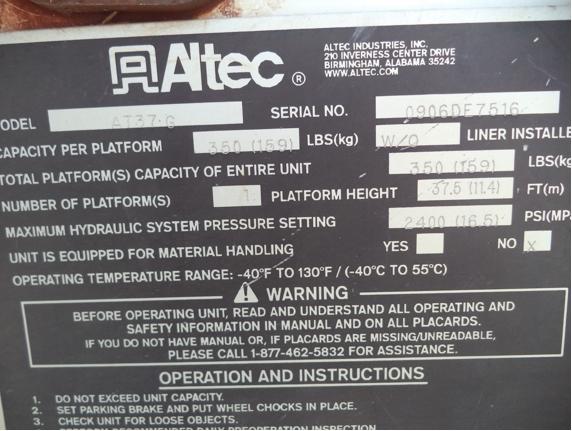 Altec ®
ALTEC INDUSTRIES, INC.
210 INVERNESS CENTER DRIVE
BIRMINGHAM, ALABAMA 35242
WWW.ALTEC.COM
ODEL AT37-G SERIAL NO. 0906DE7516
CAPACITY PER PLATFORM 350 (159) LBS(kg) W/O LINER INSTALLE
TOTAL PLATFORM(S) CAPACITY OF ENTIRE UNIT 350 (159) LBS(kg
NUMBER OF PLATFORM(S) 1 PLATFORM HEIGHT 37.5 (11.4) FT(m)
MAXIMUM HYDRAULIC SYSTEM PRESSURE SETTING 2400 (16.5) PSI(MP
UNIT IS EQUIPPED FOR MATERIAL HANDLING YES NO X
OPERATING TEMPERATURE RANGE: -40°F TO 130°F / (-40°C TO 55°C)
WARNING
BEFORE OPERATING UNIT, READ AND UNDERSTAND ALL OPERATING AND
SAFETY INFORMATION IN MANUAL AND ON ALL PLACARDS.
IF YOU DO NOT HAVE MANUAL OR, IF PLACARDS ARE MISSING/UNREADABLE,
PLEASE CALL 1-877-462-5832 FOR ASSISTANCE.
OPERATION AND INSTRUCTIONS
1. DO NOT EXCEED UNIT CAPACITY.
2. SET PARKING BRAKE AND PUT WHEEL CHOCKS IN PLACE.
3. CHECK UNIT FOR LOOSE OBJECTS.
PERFORM RECOMMENDED DAILY PREOPERATION INSPECTION